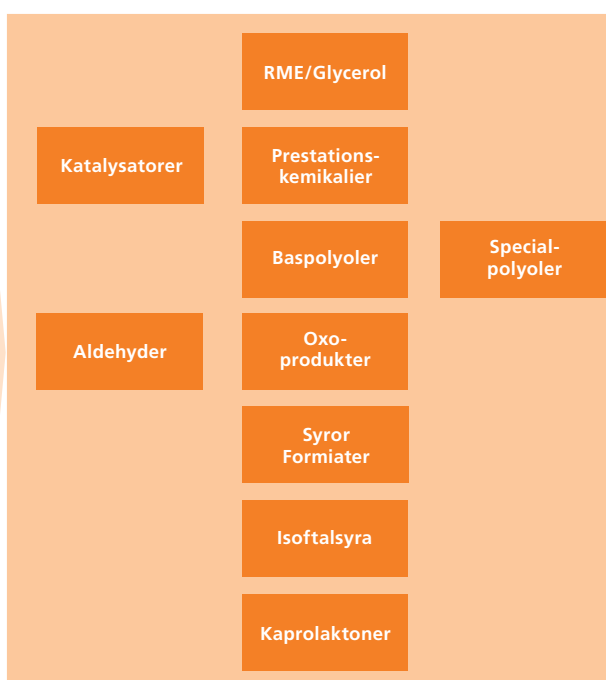 RME/Glycerol
Katalysatorer
Prestations-
kemikalier
Baspolyoler
Special-
polyoler
Aldehyder
Oxo-
produkter
Syror
Formiater
Isoftalsyra
Kaprolaktoner